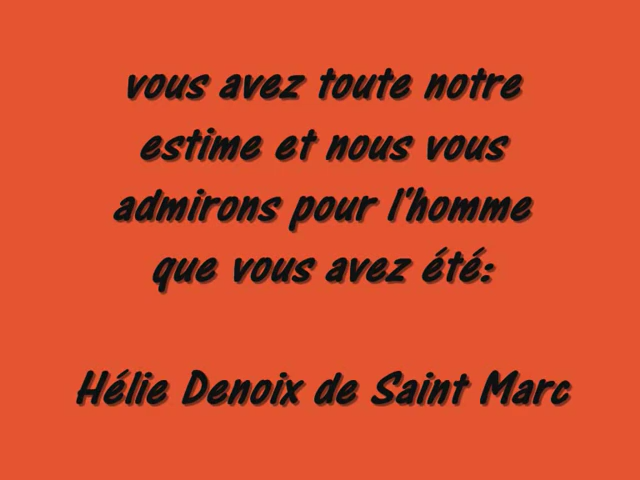 vous avez toute notre
estime et nous vous
admirons pour l'homme
que vous avez été:
Hélie Denoix de Saint Marc